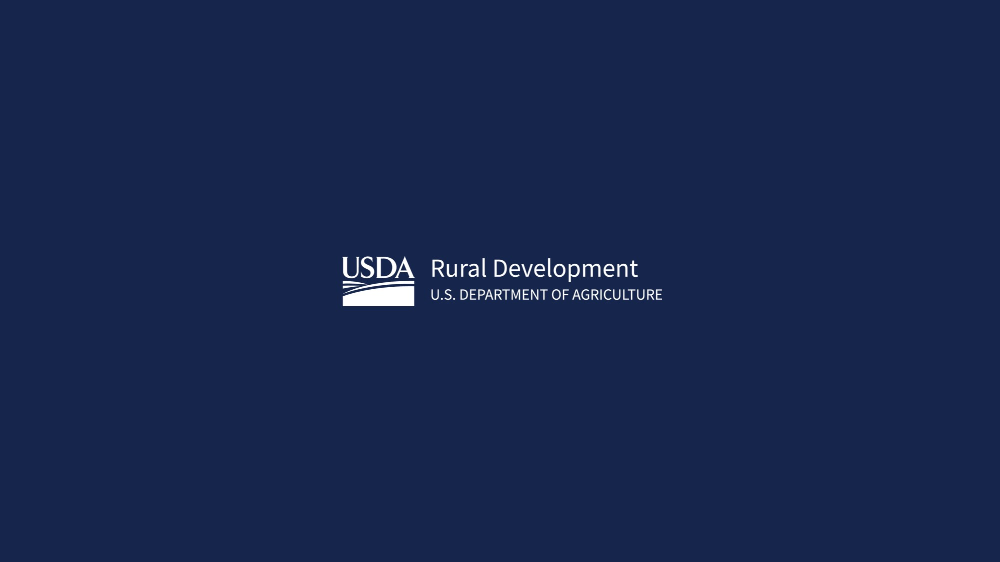 USDA
Rural Development
U.S. DEPARTMENT OF AGRICULTURE